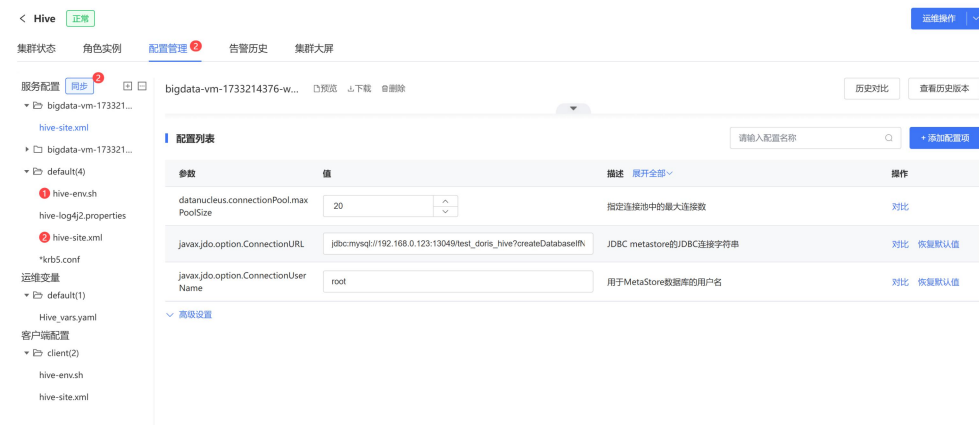 Hive 正常 运维操作
集群状态 角色实例 配置管理 2 告警历史 集群大屏
服务配置 同步 2
bigdata-vm-1733214376-w... 预览 下载 删除 历史对比 查看历史版本
bigdata-vm-173321...
hive-site.xml
bigdata-vm-173321...
default(4)
1 hive-env.sh
hive-log4j2.properties
2 hive-site.xml
*krb5.conf
运维变量
default(1)
Hive_vars.yaml
客户端配置
client(2)
hive-env.sh
hive-site.xml
配置列表 请输入配置名称 + 添加配置项
参数 值 描述 展开全部 操作
datanucleus.connectionPool.max
PoolSize
20 指定连接池中的最大连接数 对比
javax.jdo.option.ConnectionURL jdbc:mysql://192.168.0.123:13049/test_doris_hive?createDatabaseIfN JDBC metastore的JDBC连接字符串 对比 恢复默认值
javax.jdo.option.ConnectionUser
Name
root 用于MetaStore数据库的用户名 对比 恢复默认值
高级设置